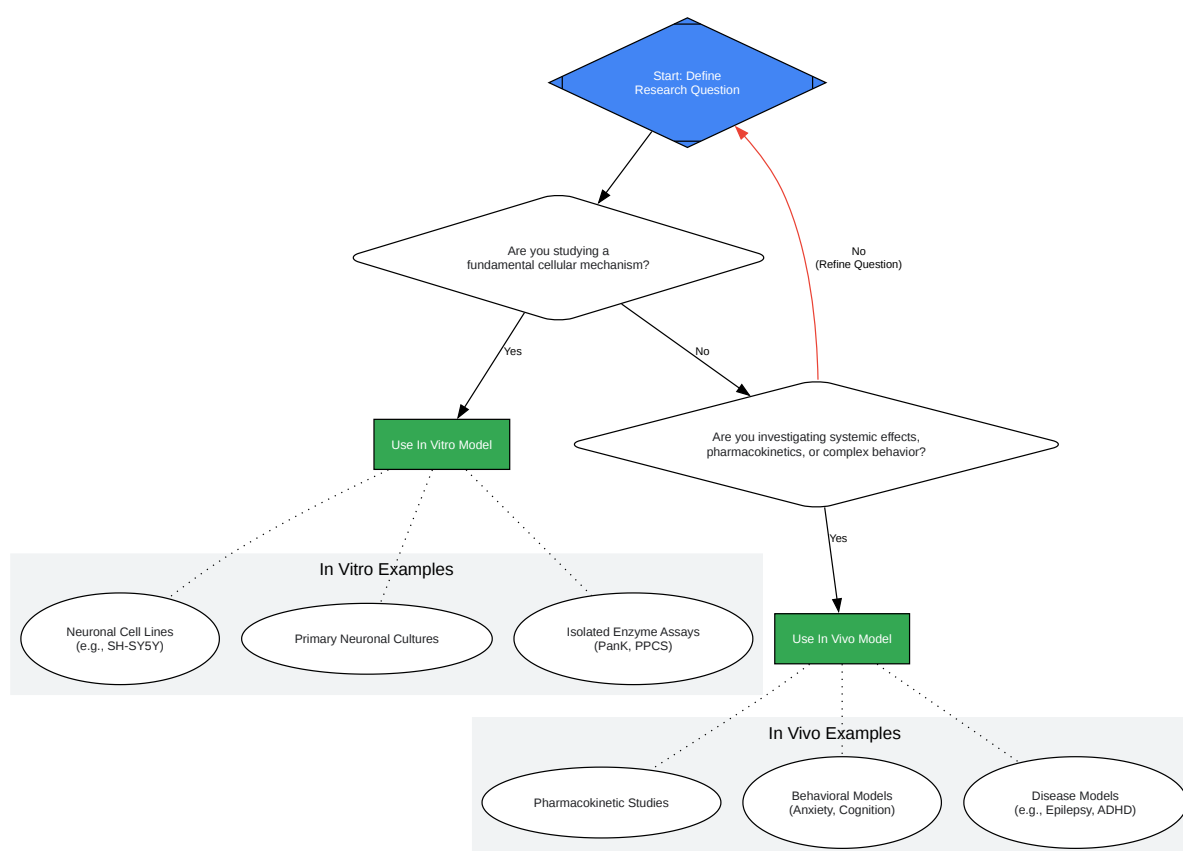 Start: Define
Research Question
Are you studying a
fundamental cellular mechanism?
No
(Refine Question)
Yes
No
Use In Vitro Model
Are you investigating systemic effects,
pharmacokinetics, or complex behavior?
Yes
In Vitro Examples
Neuronal Cell Lines
(e.g., SH-SY5Y)
Primary Neuronal Cultures
Isolated Enzyme Assays
(PanK, PPCS)
Use In Vivo Model
In Vivo Examples
Pharmacokinetic Studies
Behavioral Models
(Anxiety, Cognition)
Disease Models
(e.g., Epilepsy, ADHD)